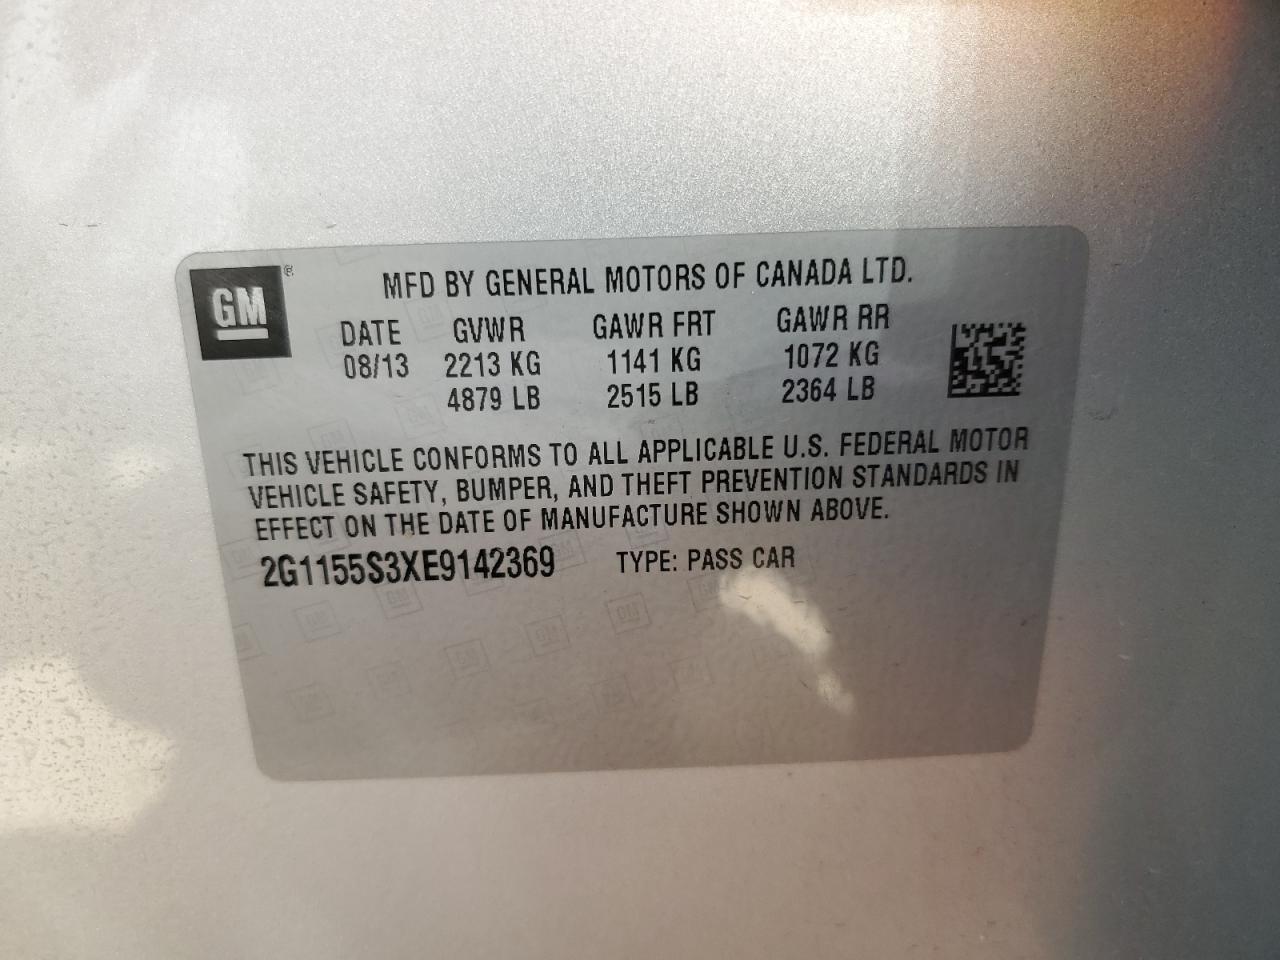 GM ®
MFD BY GENERAL MOTORS OF CANADA LTD.
DATE GVWR GAWR FRT GAWR RR
08/13 2213 KG 1141 KG 1072 KG
4879 LB 2515 LB 2364 LB
THIS VEHICLE CONFORMS TO ALL APPLICABLE U.S. FEDERAL MOTOR
VEHICLE SAFETY, BUMPER, AND THEFT PREVENTION STANDARDS IN
EFFECT ON THE DATE OF MANUFACTURE SHOWN ABOVE.
2G1155S3XE9142369 TYPE: PASS CAR